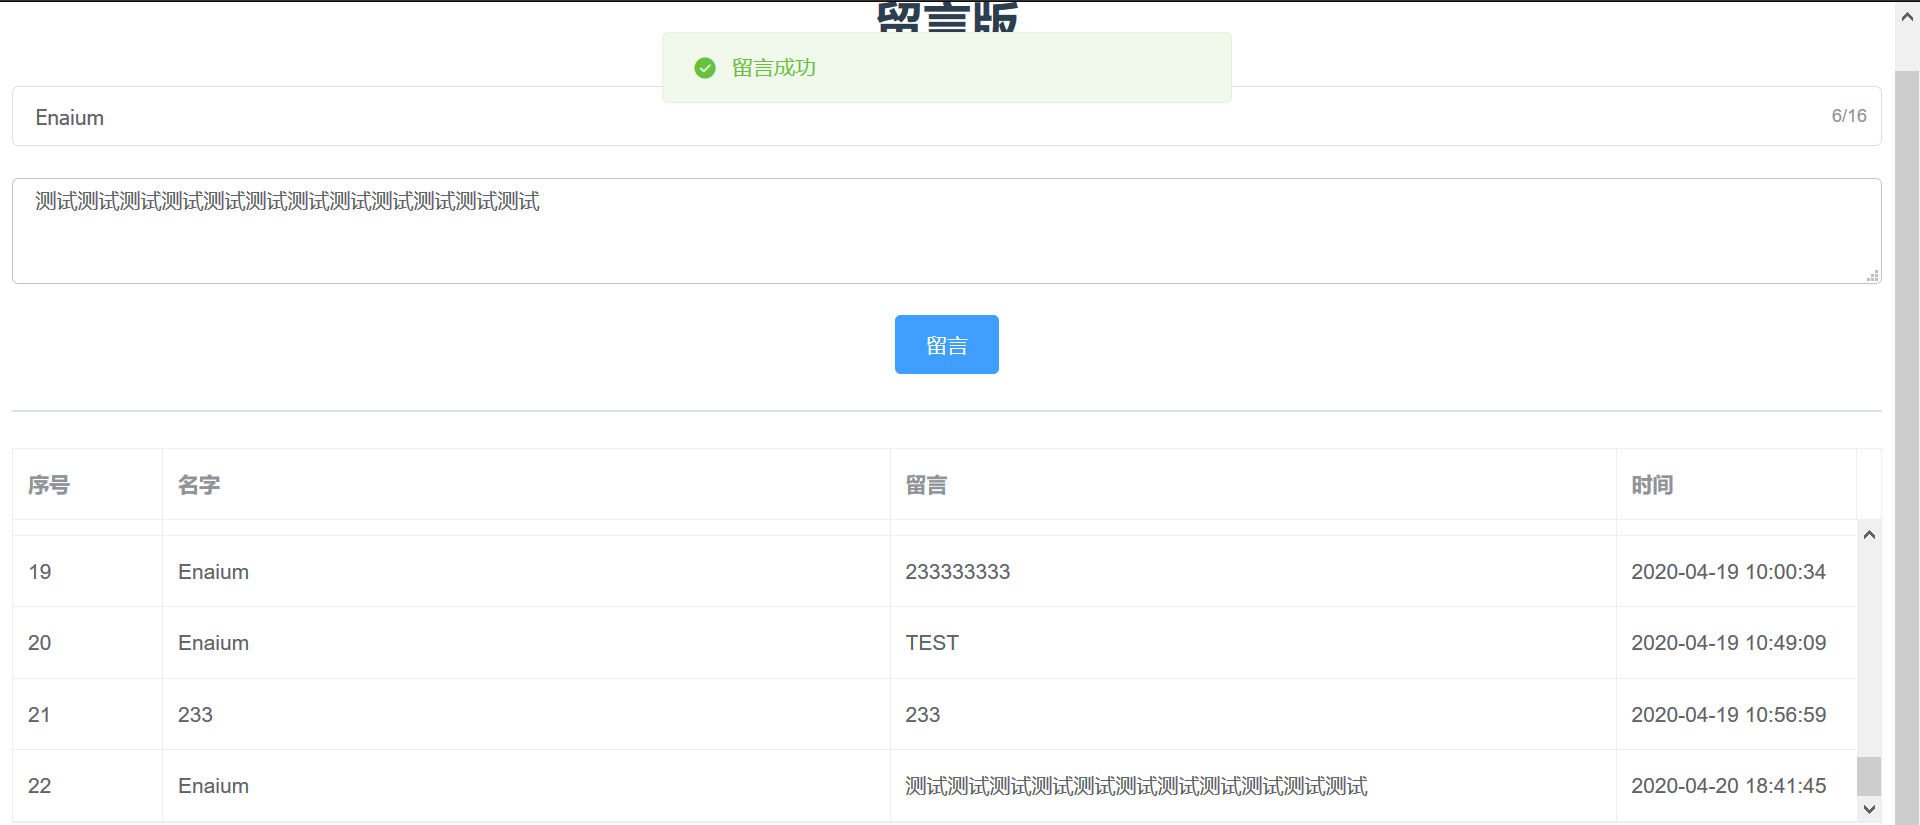 留言版
留言成功
Enaium
6/16
测试测试测试测试测试测试测试测试测试测试测试测试
留言
序号 名字 留言 时间
19 Enaium 233333333 2020-04-19 10:00:34
20 Enaium TEST 2020-04-19 10:49:09
21 233 233 2020-04-19 10:56:59
22 Enaium 测试测试测试测试测试测试测试测试测试测试测试 2020-04-20 18:41:45